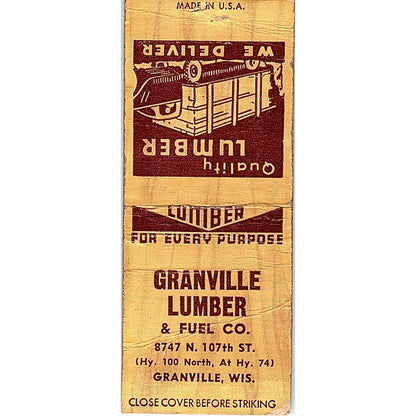 MADE IN U.S.A.
WE DELIVER
LUMBER
Quality
LUMBER
FOR EVERY PURPOSE
GRANVILLE
LUMBER
& FUEL CO.
8747 N. 107th ST.
(Hy. 100 North, At Hy. 74)
GRANVILLE, WIS.
CLOSE COVER BEFORE STRIKING